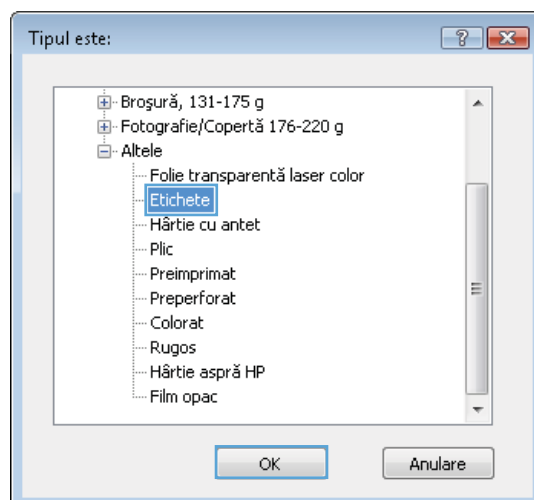 Tipul este:
Broşură, 131-175 g
Fotografie/Copertă 176-220 g
Altele
Folie transparentă laser color
Etichete
Hârtie cu antet
Plic
Preimprimat
Preperforat
Colorat
Rugos
Hârtie aspră HP
Film opac
OK Anulare